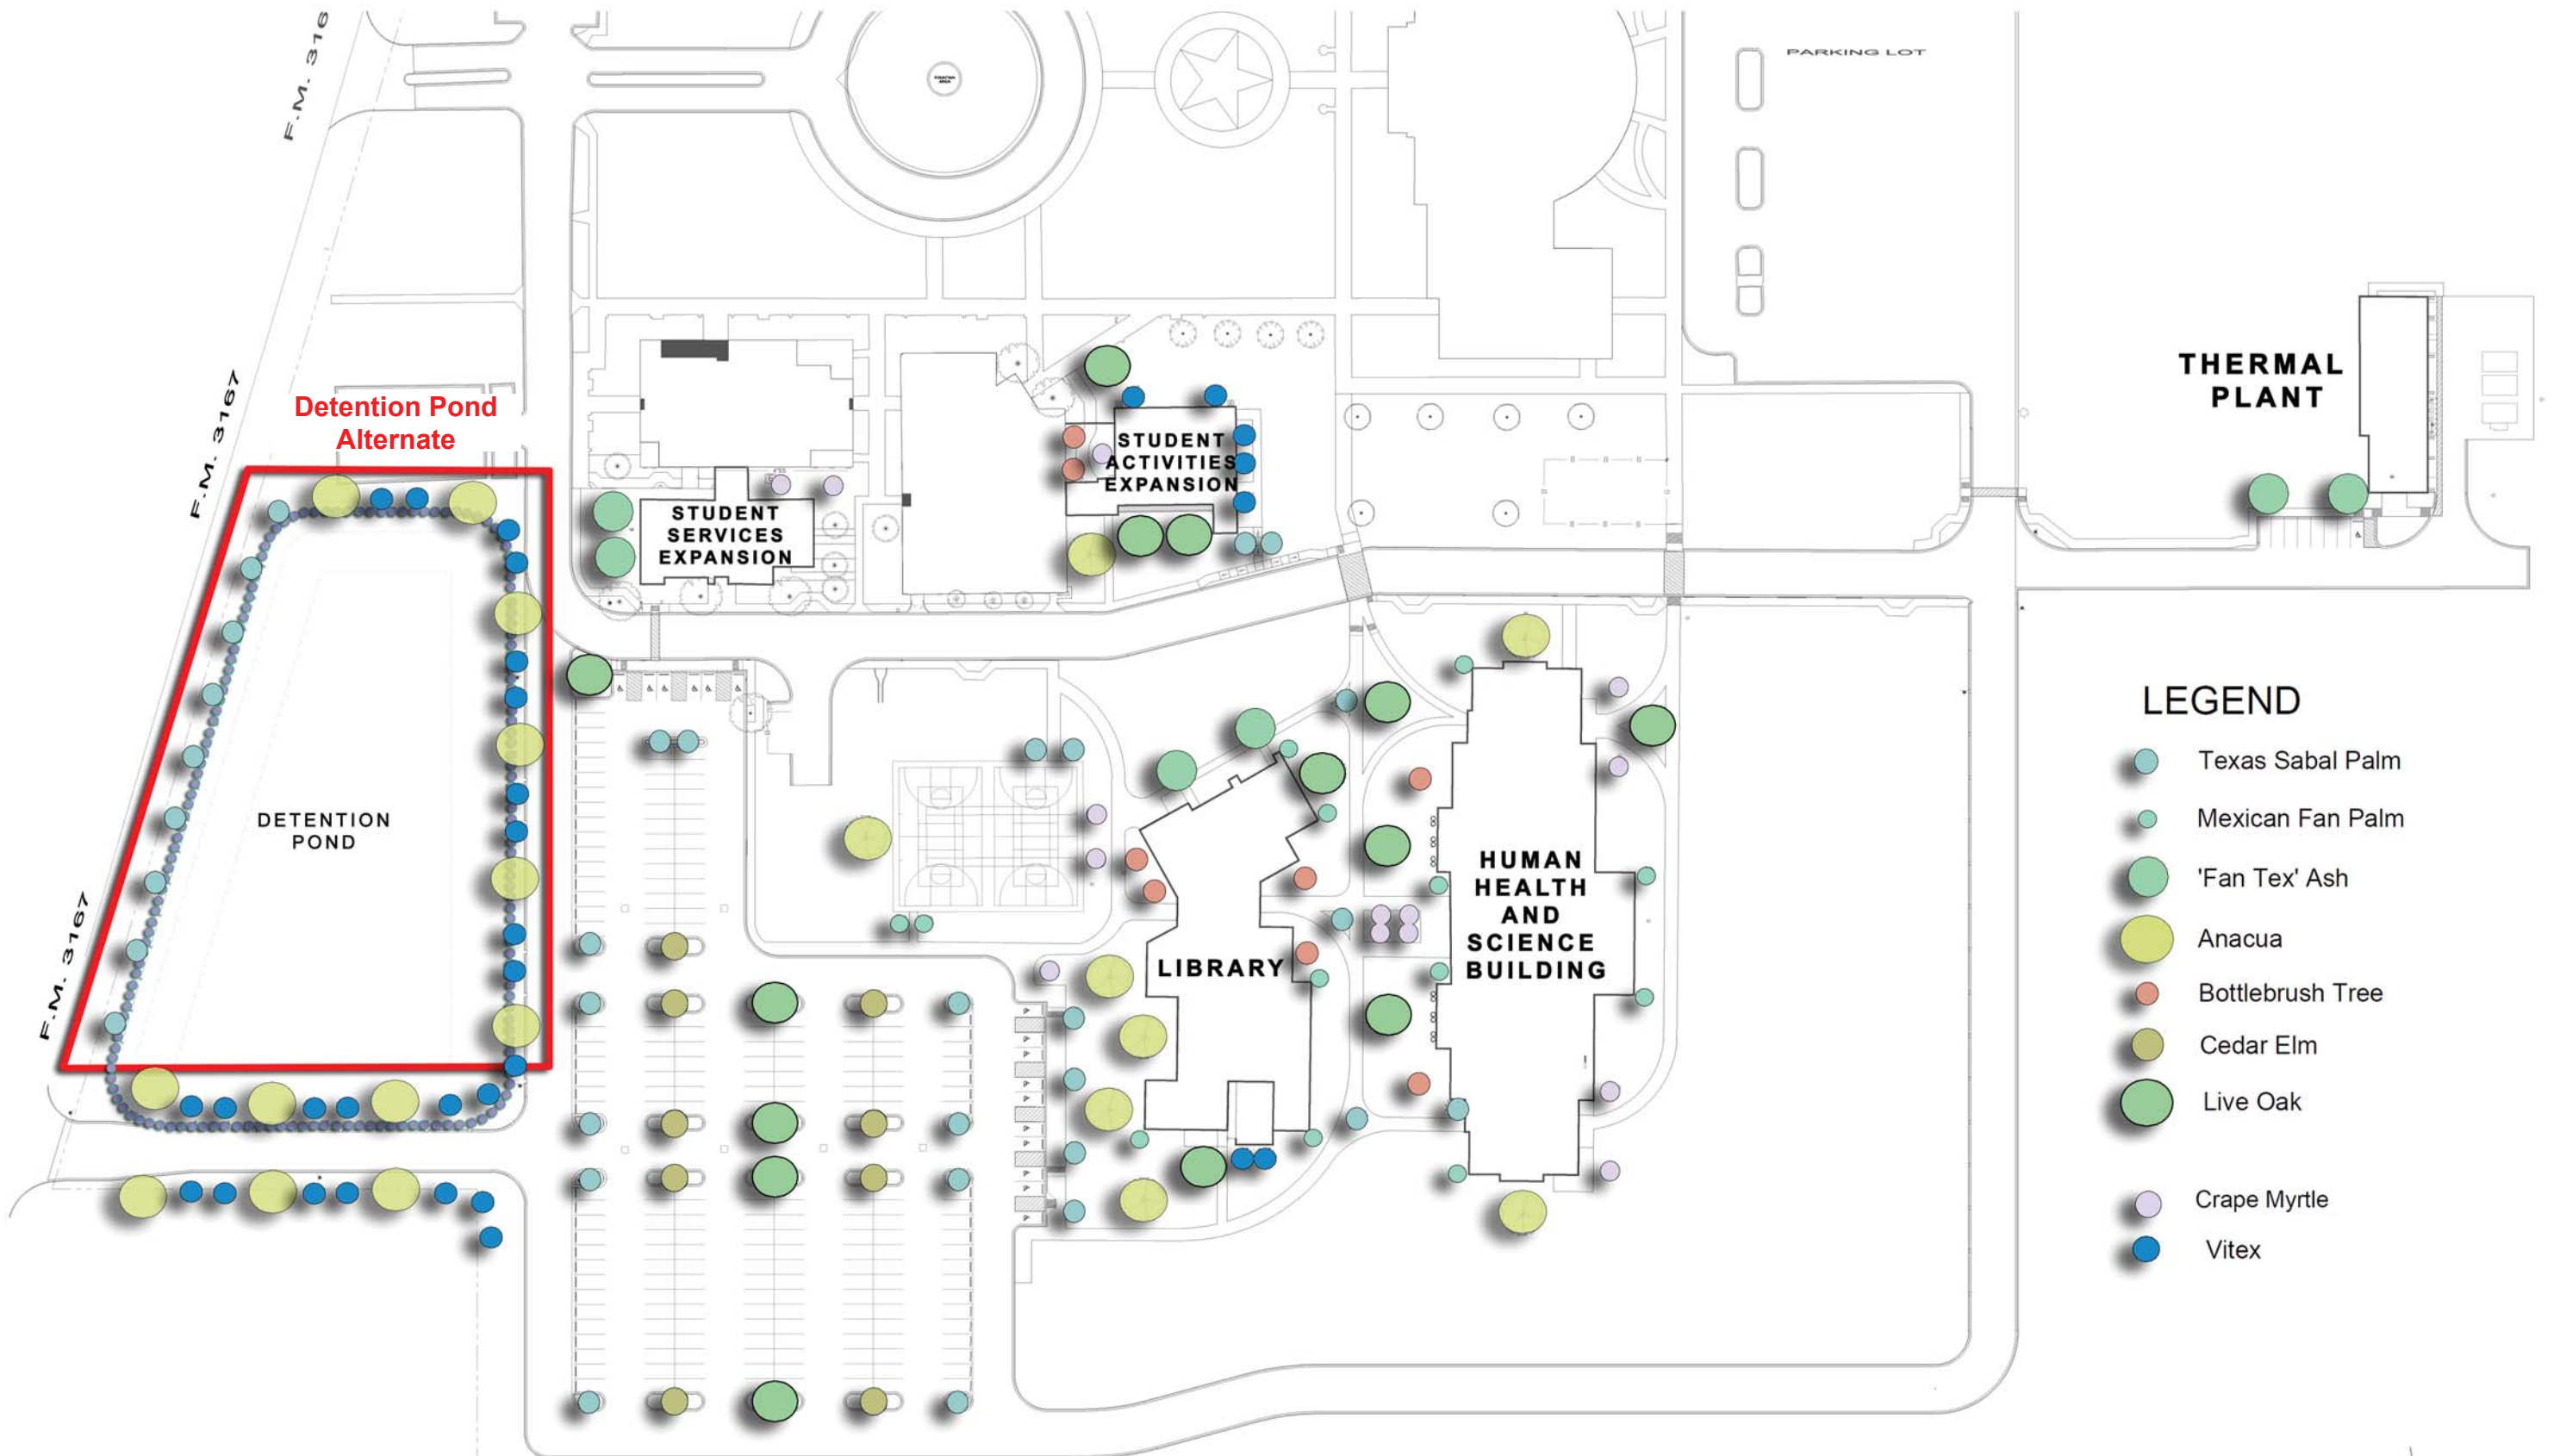 F.M. 316
PARKING LOT
FOUNTAIN
AREA
THERMAL
PLANT
F.M. 3167
Detention Pond
Alternate
STUDENT
ACTIVITIES
EXPANSION
STUDENT
SERVICES
EXPANSION
DETENTION
POND
F.M. 3167
LIBRARY
HUMAN
HEALTH
AND
SCIENCE
BUILDING
LEGEND
Texas Sabal Palm
Mexican Fan Palm
'Fan Tex' Ash
Anacua
Bottlebrush Tree
Cedar Elm
Live Oak
Crape Myrtle
Vitex